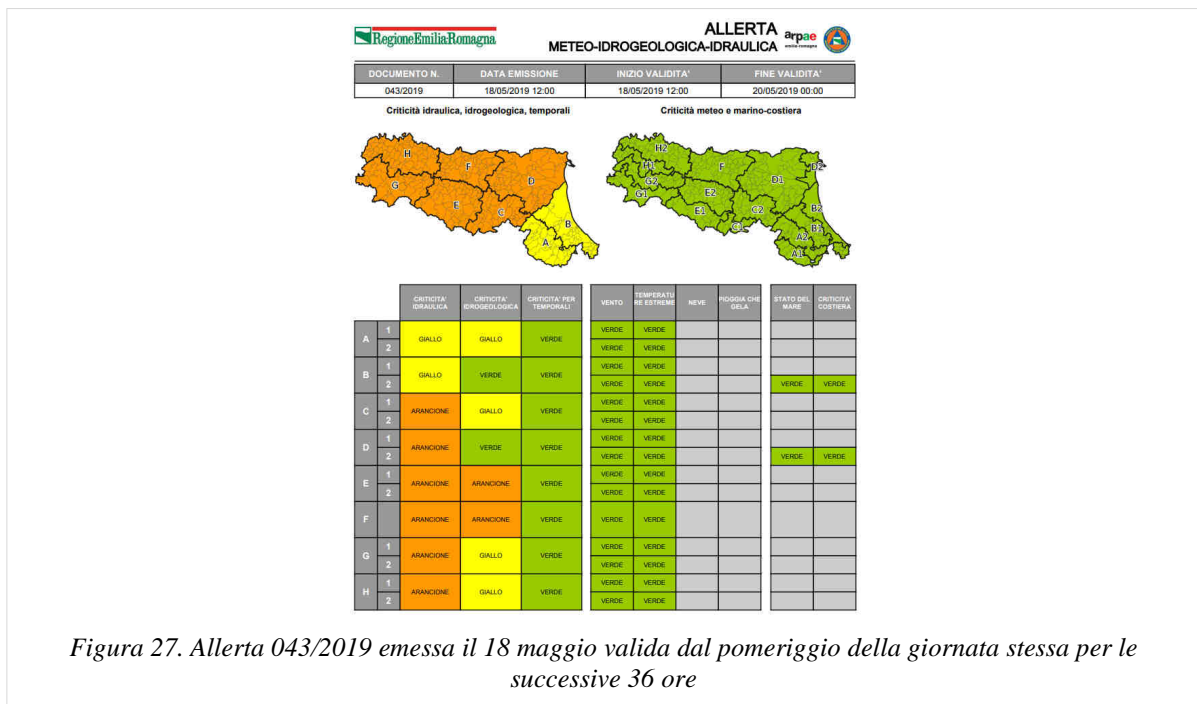 RegioneEmilia-Romagna
ALLERTA
METEO-IDROGEOLOGICA-IDRAULICA
arpae
emilia-romagna
DOCUMENTO N. DATA EMISSIONE INIZIO VALIDITA' FINE VALIDITA'
043/2019 18/05/2019 12:00 18/05/2019 12:00 20/05/2019 00:00
Criticità idraulica, idrogeologica, temporali Criticità meteo e marino-costiera
H F D G E C B A
H2 H1 G2 G1 F E2 E1 D1 D2 C2 C1 B2 B1 A2 A1
CRITICITA' IDRAULICA CRITICITA' IDROGEOLOGICA CRITICITA' PER TEMPORALI VENTO TEMPERATU RE ESTREME NEVE PIOGGIA CHE GELA STATO DEL MARE CRITICITA' COSTIERA
A 1 GIALLO GIALLO VERDE VERDE VERDE
2 VERDE VERDE
B 1 GIALLO VERDE VERDE VERDE VERDE
2 VERDE VERDE VERDE VERDE
C 1 ARANCIONE GIALLO VERDE VERDE VERDE
2 VERDE VERDE
D 1 ARANCIONE VERDE VERDE VERDE VERDE
2 VERDE VERDE VERDE VERDE
E 1 ARANCIONE ARANCIONE VERDE VERDE VERDE
2 VERDE VERDE
F ARANCIONE ARANCIONE VERDE VERDE VERDE
G 1 ARANCIONE GIALLO VERDE VERDE VERDE
2 VERDE VERDE
H 1 ARANCIONE GIALLO VERDE VERDE VERDE
2 VERDE VERDE
Figura 27. Allerta 043/2019 emessa il 18 maggio valida dal pomeriggio della giornata stessa per le
successive 36 ore